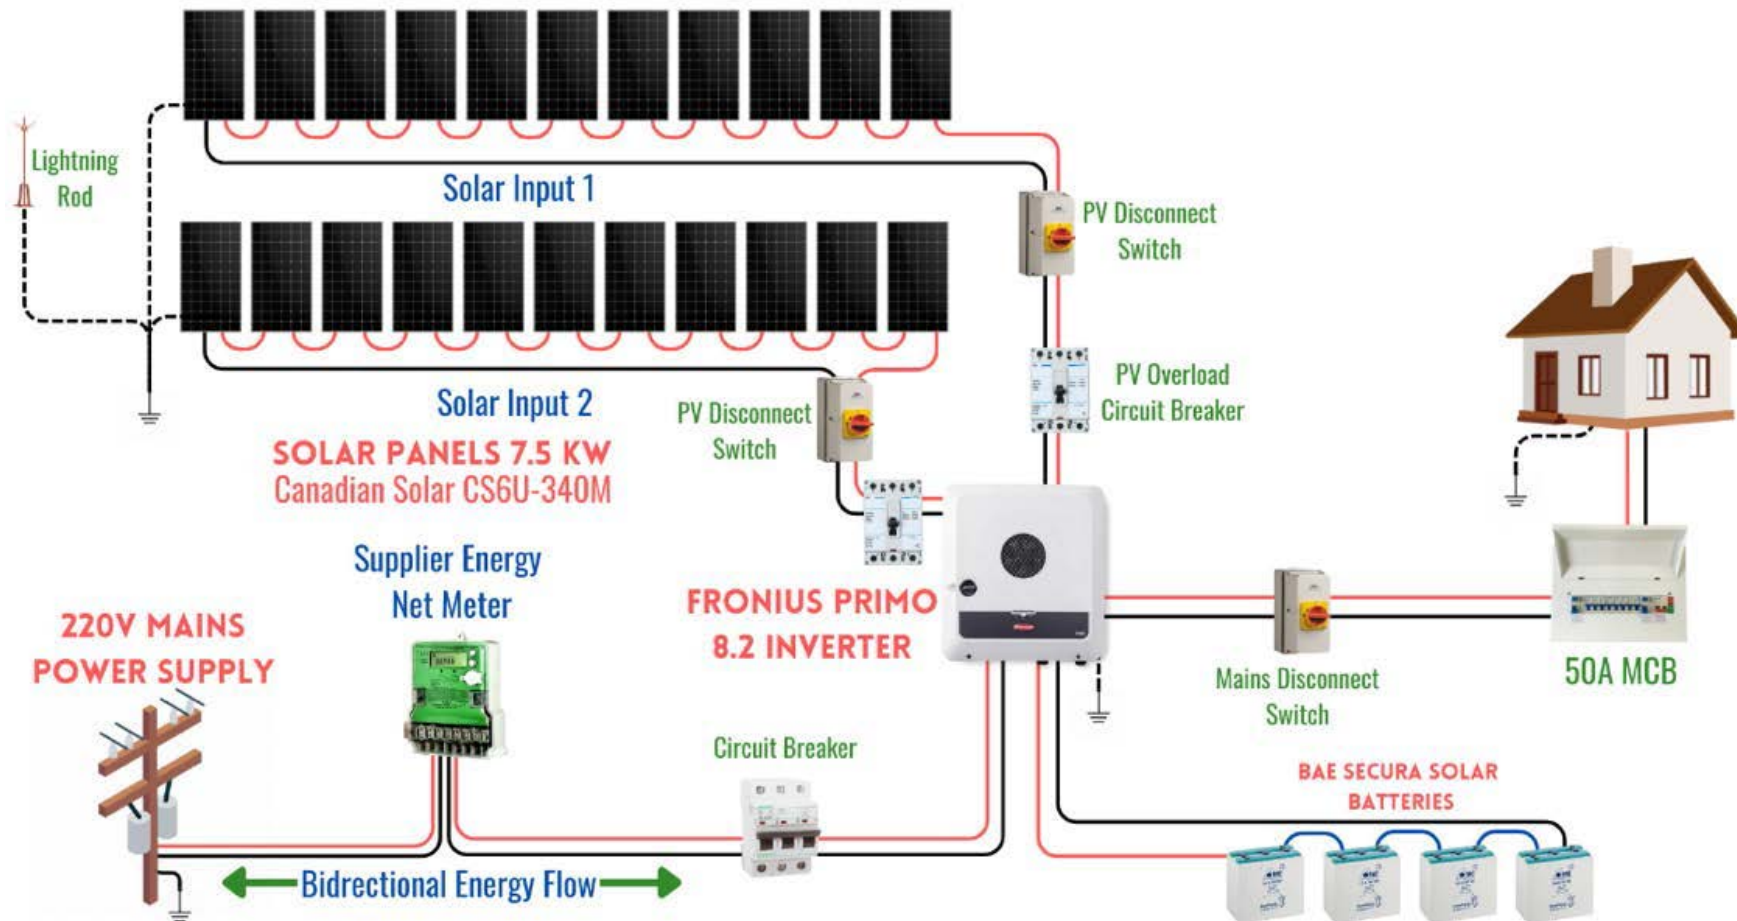 Lightning
Rod
Solar Input 1
PV Disconnect
Switch
Solar Input 2
PV Disconnect
Switch
PV Overload
Circuit Breaker
SOLAR PANELS 7.5 KW
Canadian Solar CS6U-340M
Supplier Energy
Net Meter
220V MAINS
POWER SUPPLY
FRONIUS PRIMO
8.2 INVERTER
Mains Disconnect
Switch
50A MCB
Circuit Breaker
BAE SECURA SOLAR
BATTERIES
Bidrectional Energy Flow